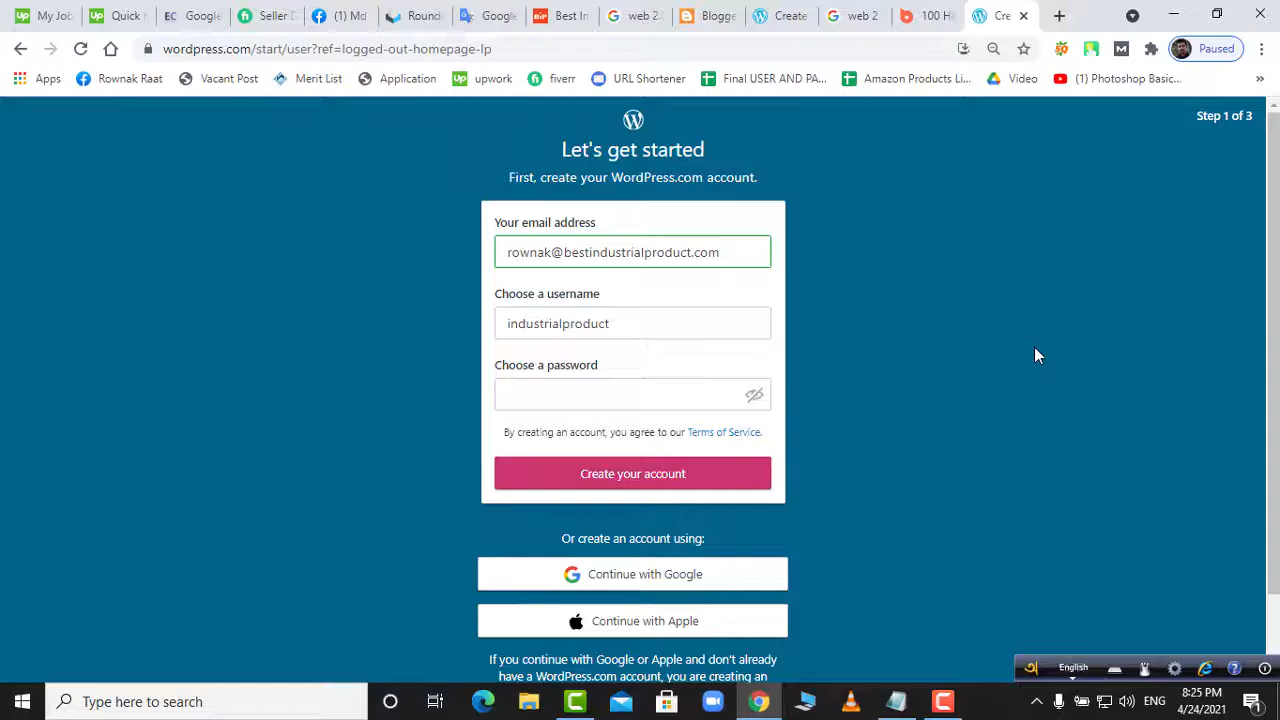 My J
Quick
Google
Seller D
(1) Md
Round
Google
Best In
web 2
Blogge
Create
web 2
100 H
Cre
wordpress.com/start/user?ref=logged-out-homepage-lp
Paused
Apps
Rownak Raat
Vacant Post
Merit List
Application
upwork
fiverr
URL Shortener
Final USER AND PA...
Amazon Products Li...
Video
(1) Photoshop Basic...
Step 1 of 3
Let's get started
First, create your WordPress.com account.
Your email address
rownak@bestindustrialproduct.com
Choose a username
industrialproduct
Choose a password
By creating an account, you agree to our Terms of Service.
Create your account
Or create an account using:
Continue with Google
Continue with Apple
If you continue with Google or Apple and don't already
have a WordPress.com account, you are creating an
English
Type here to search
ENG
8:25 PM
4/24/2021